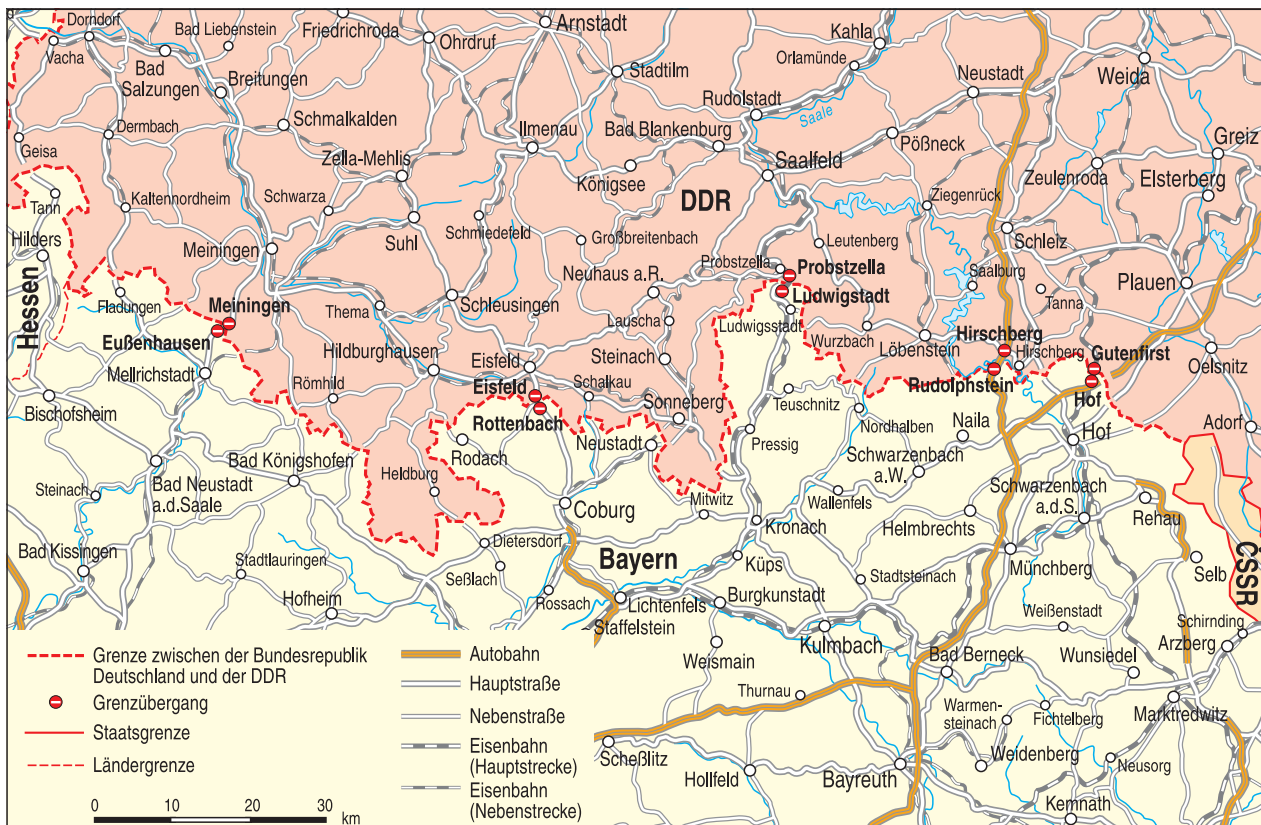 Dorndorf
Bad Liebenstein
Friedrichroda
Ohrdruf
Arnstadt
Kahla
Vacha
Bad
Salzungen
Breitungen
Stadtilm
Orlamünde
Neustadt
Weida
Rudolstadt
Saale
Dermbach
Schmalkalden
Ilmenau
Bad Blankenburg
Pößneck
Greiz
Geisa
Zella-Mehlis
Königsee
Saalfeld
Zeulenroda
Elsterberg
Tann
Kaltennordheim
Schwarza
DDR
Ziegenrück
Hilders
Meiningen
Suhl
Schmiedefeld
Großbreitenbach
Leutenberg
Schlelz
Probstzella
Probstzella
Saalburg
Plauen
Hessen
Fladungen
Meiningen
Neuhaus a.R.
Ludwigstadt
Tanna
Thema
Schleusingen
Lauscha
Ludwigsstadt
Eußenhausen
Wurzbach
Löbenstein
Hirschberg
Hirschberg
Gutenfirst
Oelsnitz
Mellrichstadt
Hildburghausen
Eisfeld
Steinach
Rudolphstein
Hof
Römhild
Eisfeld
Schalkau
Bischofsheim
Rottenbach
Sonneberg
Teuschnitz
Nordhalben
Naila
Hof
Adorf
Rodach
Neustadt
Pressig
Bad Königshofen
Heldburg
Schwarzenbach
a.W.
Steinach
Bad Neustadt
a.d.Saale
Coburg
Mitwitz
Wallenfels
Schwarzenbach
a.d.S.
Rehau
Kronach
Helmbrechts
Bad Kissingen
Stadtlauringen
Dietersdorf
Bayern
Küps
Münchberg
Selb
ČSSR
Seßlach
Stadtsteinach
Hofheim
Rossach
Lichtenfels
Burgkunstadt
Weißenstadt
Schirnding
Staffelstein
Kulmbach
Arzberg
Weismain
Bad Berneck
Wunsiedel
Thurnau
Warmen-
steinach
Fichtelberg
Marktredwitz
Scheßlitz
Hollfeld
Bayreuth
Weidenberg
Neusorg
Kemnath
Grenze zwischen der Bundesrepublik
Deutschland und der DDR
Grenzübergang
Staatsgrenze
Ländergrenze
0 10 20 30
km
Autobahn
Hauptstraße
Nebenstraße
Eisenbahn
(Hauptstrecke)
Eisenbahn
(Nebenstrecke)